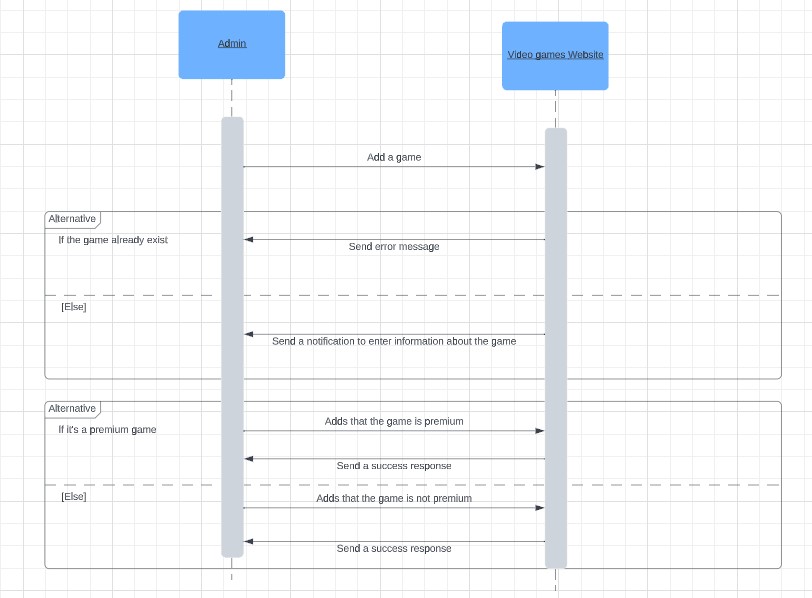 Admin
Video games Website
Add a game
Alternative
If the game already exist
Send error message
[Else]
Send a notification to enter information about the game
Alternative
If it's a premium game
Adds that the game is premium
Send a success response
[Else]
Adds that the game is not premium
Send a success response